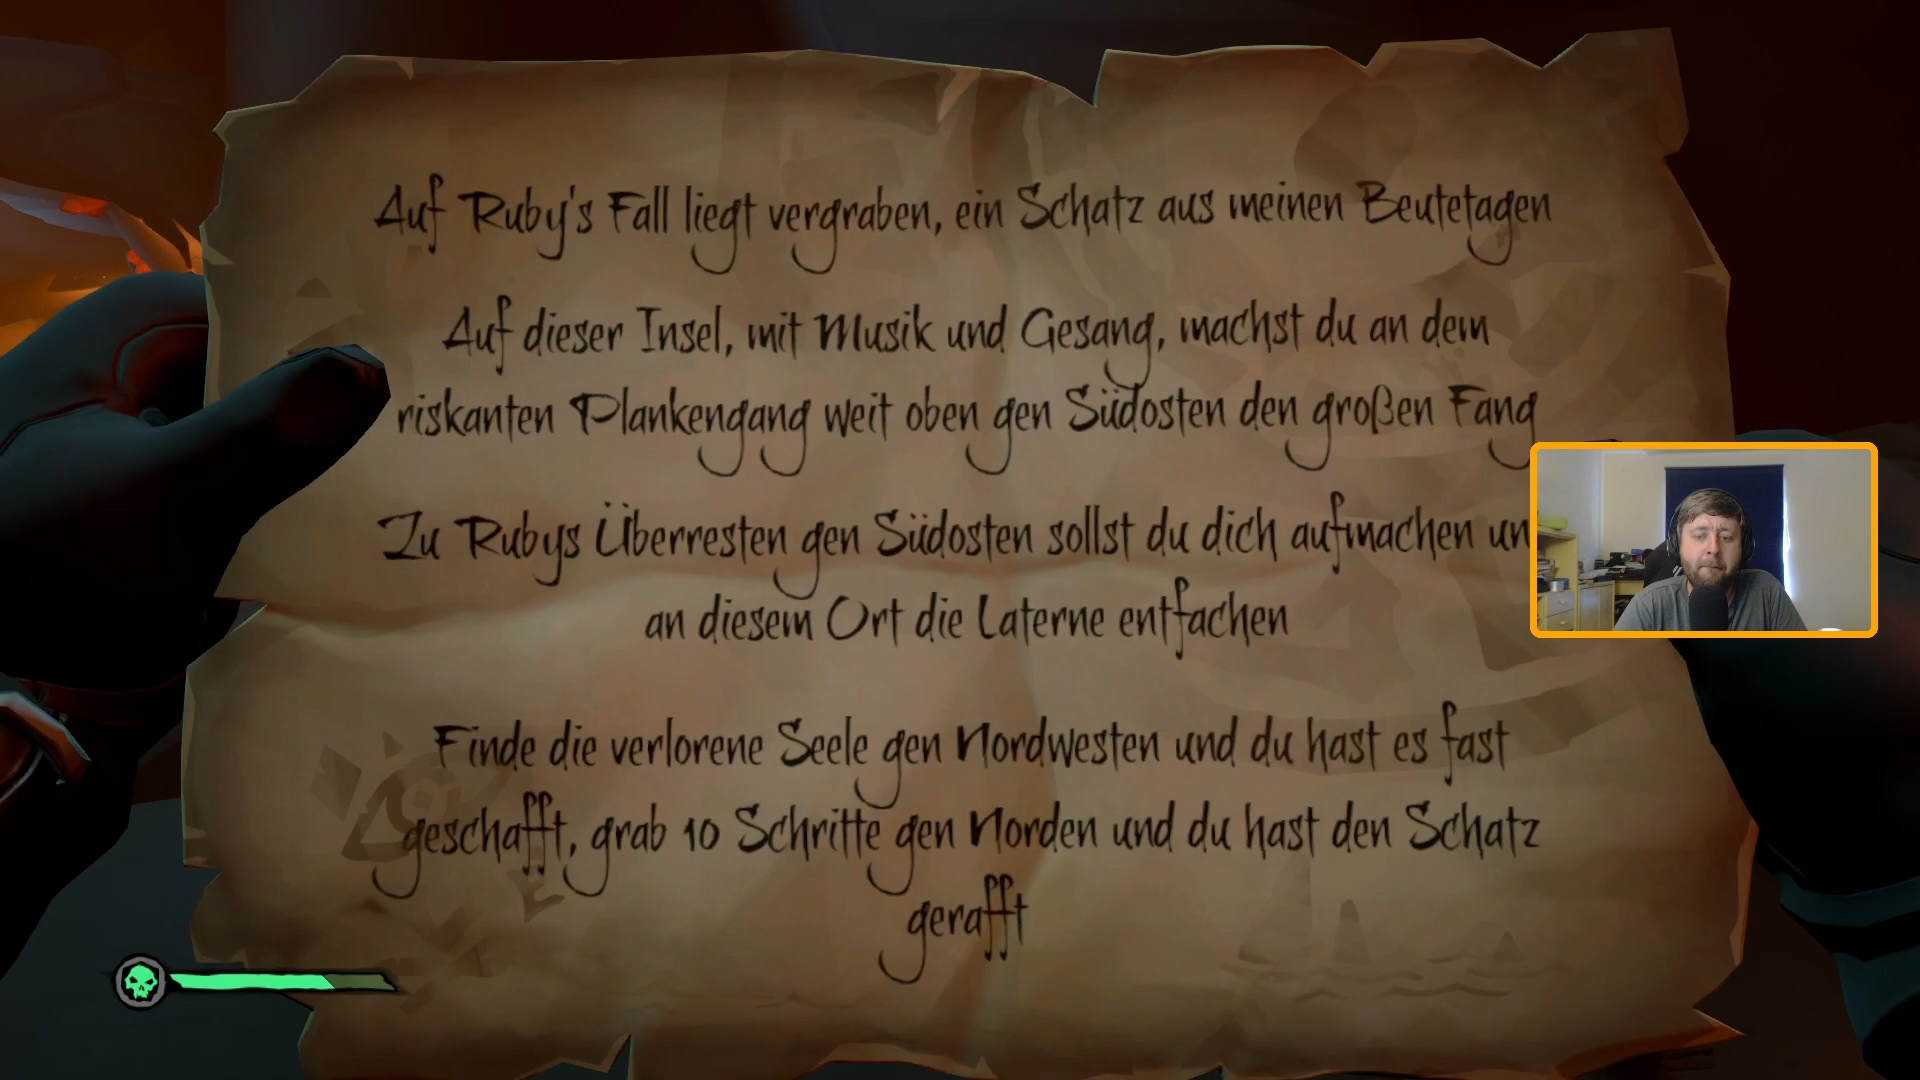 Auf Ruby's Fall liegt vergraben, ein Schatz aus meinen Beutetagen
Auf dieser Insel, mit Musik und Gesang, machst du an dem
riskanten Plankengang weit oben gen Südosten den großen Fang
Zu Rubys Überresten gen Südosten sollst du dich aufmachen
an diesem Ort die Laterne entfachen
Finde die verlorene Seele gen Nordwesten und du hast es fast
geschafft, grab 10 Schritte gen Norden und du hast den Schatz
gerafft